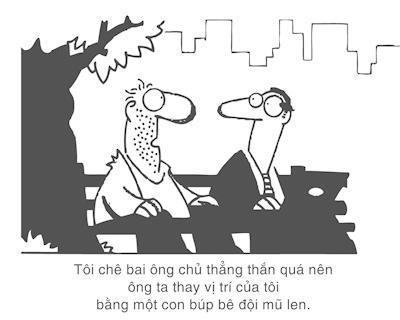 Tôi chê bai ông chủ thẳng thắn quá nên
ông ta thay vị trí của tôi
bằng một con búp bê đội mũ len.